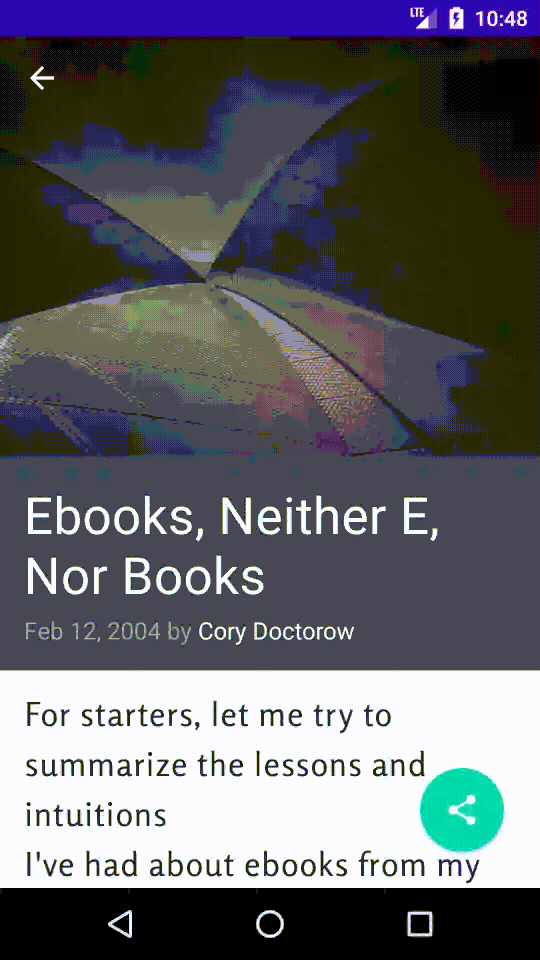 LTE 10:48
Ebooks, Neither E,
Nor Books
Feb 12, 2004 by Cory Doctorow
For starters, let me try to
summarize the lessons and
intuitions
I've had about ebooks from my